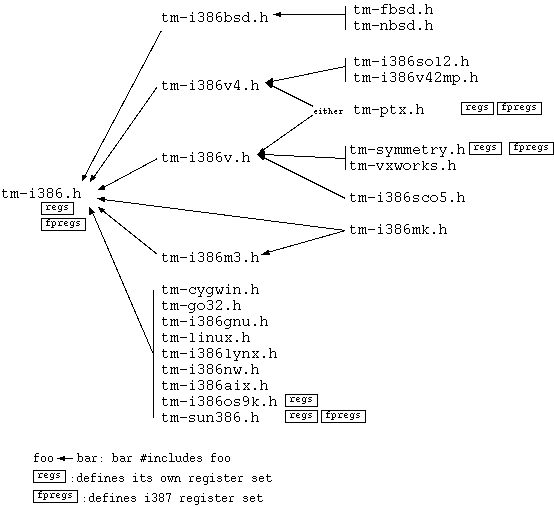 tm-i386bsd.h
tm-fbsd.h
tm-nbsd.h
tm-i386sol2.h
tm-i386v42mp.h
tm-i386v4.h
either
tm-ptx.h
regs fpregs
tm-i386v.h
tm-symmetry.h regs fpregs
tm-vxworks.h
tm-i386.h
regs
fpregs
tm-i386sco5.h
tm-i386mk.h
tm-i386m3.h
tm-cygwin.h
tm-go32.h
tm-i386gnu.h
tm-linux.h
tm-i386lynx.h
tm-i386nw.h
tm-i386aix.h
tm-i386os9k.h regs
tm-sun386.h regs fpregs
foo bar: bar #includes foo
regs :defines its own register set
fpregs :defines i387 register set